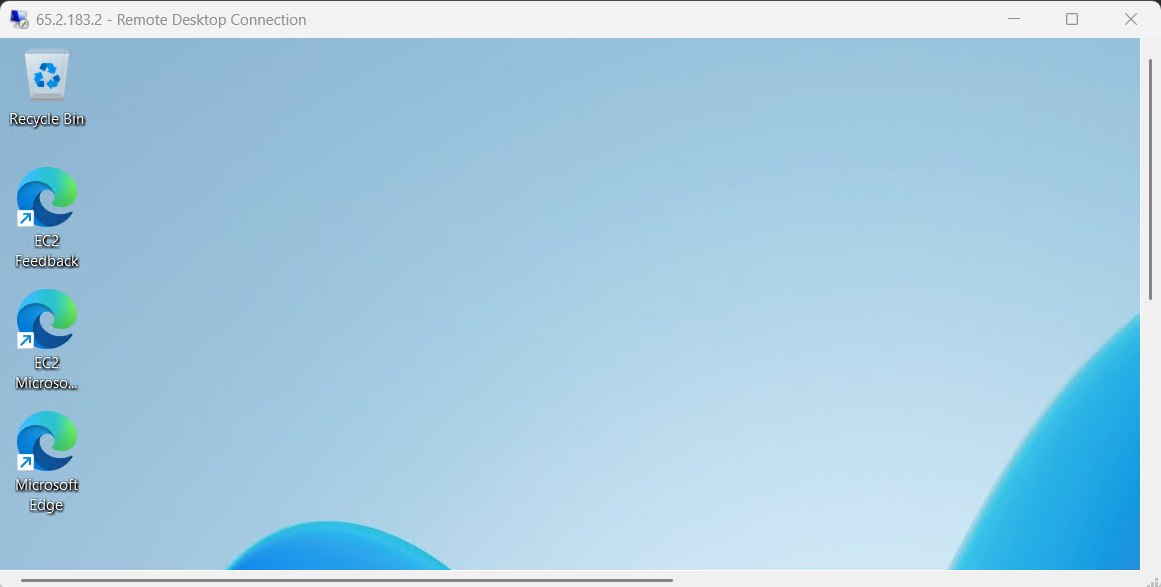 65.2.183.2 - Remote Desktop Connection
Recycle Bin
EC2
Feedback
EC2
Microso...
Microsoft
Edge